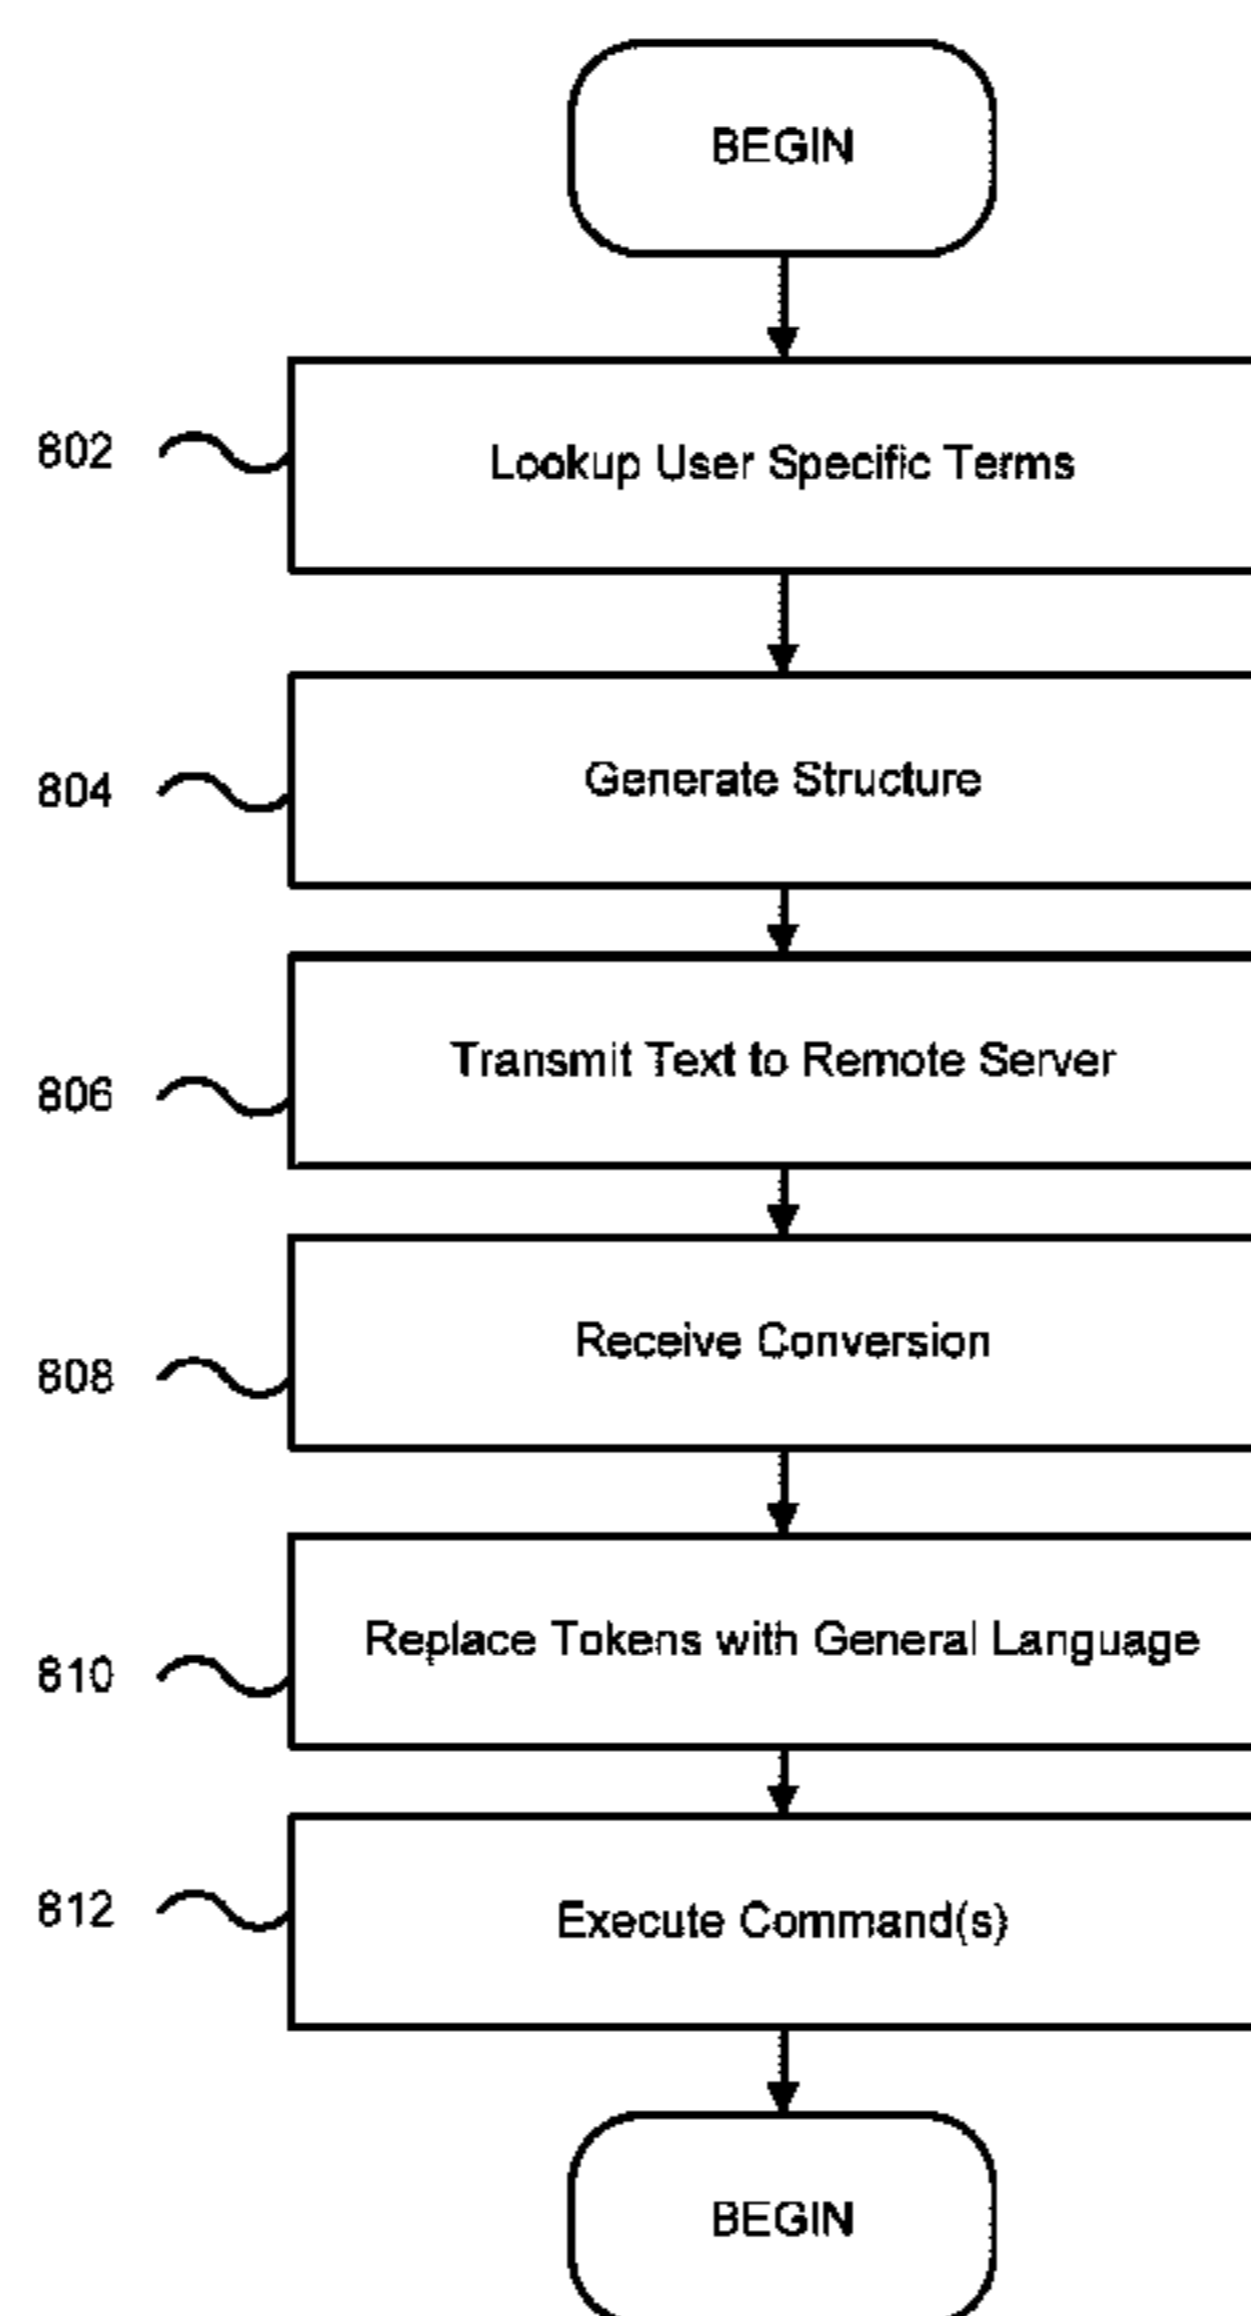 BEGIN
802 Lookup User Specific Terms
804 Generate Structure
806 Transmit Text to Remote Server
808 Receive Conversion
810 Replace Tokens with General Language
812 Execute Command(s)
BEGIN